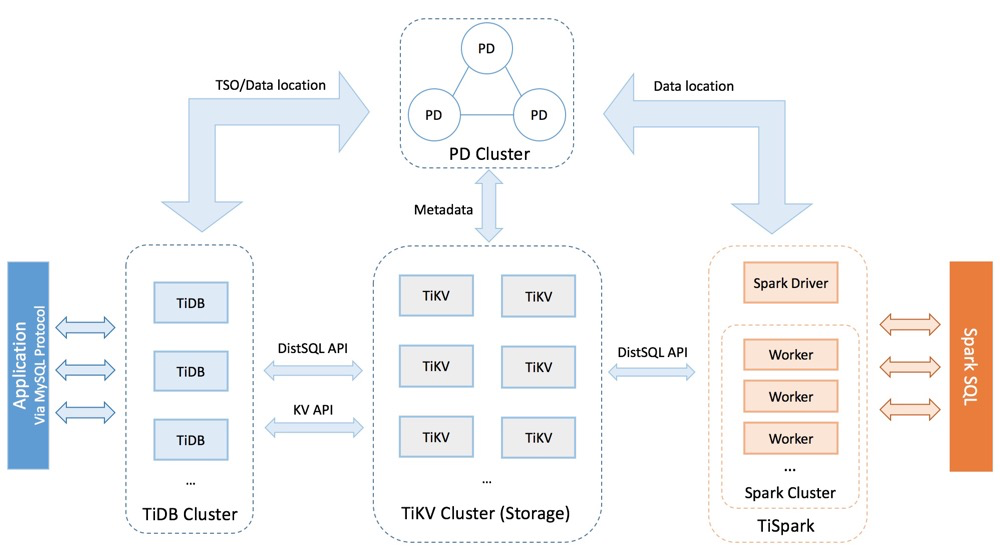 PD
PD
PD
PD Cluster
TSO/Data location
Data location
Metadata
Application
Via MySQL Protocol
TiDB
TiDB
TiDB
...
TiDB Cluster
DistSQL API
KV API
TiKV
TiKV
TiKV
TiKV
TiKV
TiKV
...
TiKV Cluster (Storage)
DistSQL API
Spark Driver
Worker
Worker
Worker
...
Spark Cluster
TiSpark
Spark SQL